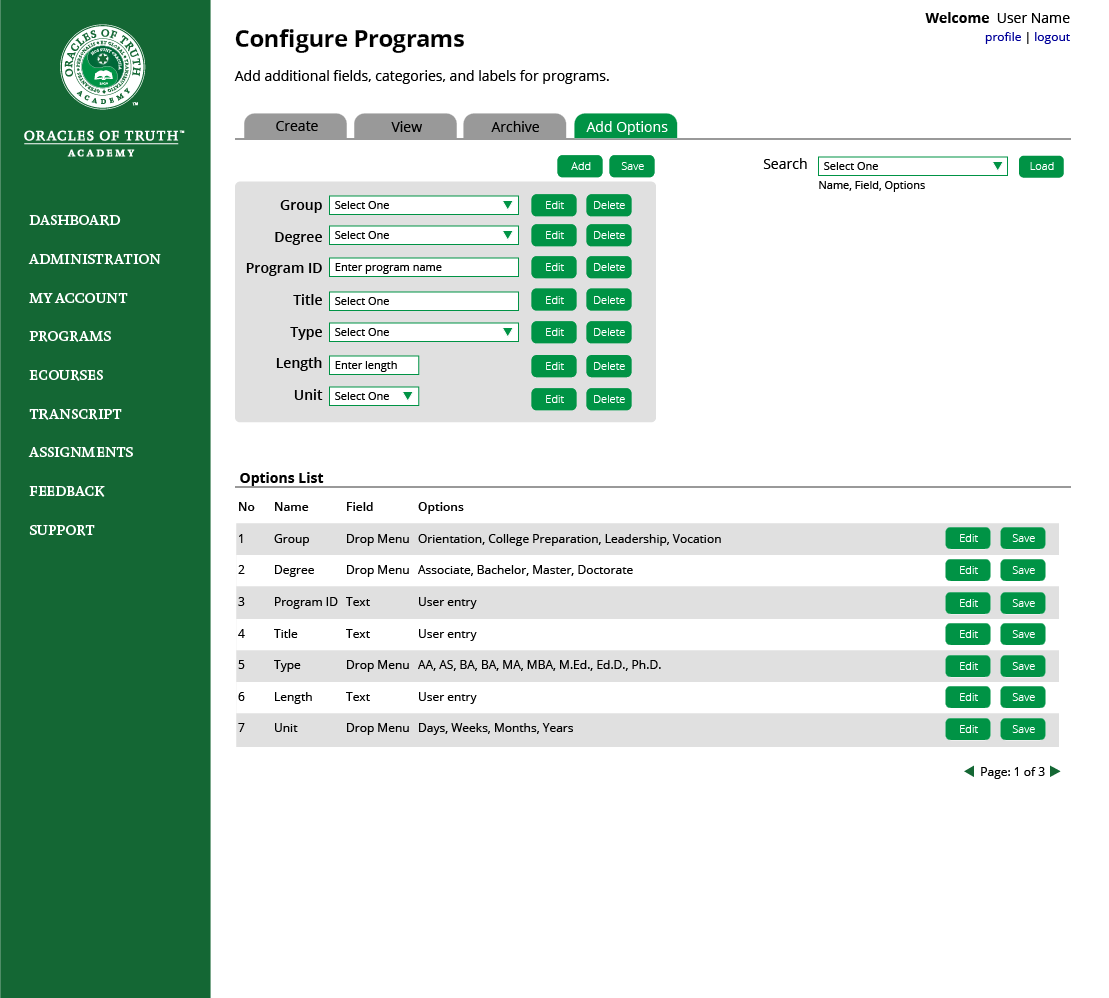 Welcome User Name
profile | logout
ORACLES OF TRUTH
ACADEMY
ORACLES OF TRUTH™
ACADEMY
DASHBOARD
ADMINISTRATION
MY ACCOUNT
PROGRAMS
ECOURSES
TRANSCRIPT
ASSIGNMENTS
FEEDBACK
SUPPORT
Configure Programs
Add additional fields, categories, and labels for programs.
Create View Archive Add Options
Add Save
Search Select One Load
Name, Field, Options
Group Select One Edit Delete
Degree Select One Edit Delete
Program ID Enter program name Edit Delete
Title Select One Edit Delete
Type Select One Edit Delete
Length Enter length Edit Delete
Unit Select One Edit Delete
Options List
No Name Field Options
1 Group Drop Menu Orientation, College Preparation, Leadership, Vocation Edit Save
2 Degree Drop Menu Associate, Bachelor, Master, Doctorate Edit Save
3 Program ID Text User entry Edit Save
4 Title Text User entry Edit Save
5 Type Drop Menu AA, AS, BA, BA, MA, MBA, M.Ed., Ed.D., Ph.D. Edit Save
6 Length Text User entry Edit Save
7 Unit Drop Menu Days, Weeks, Months, Years Edit Save
Page: 1 of 3